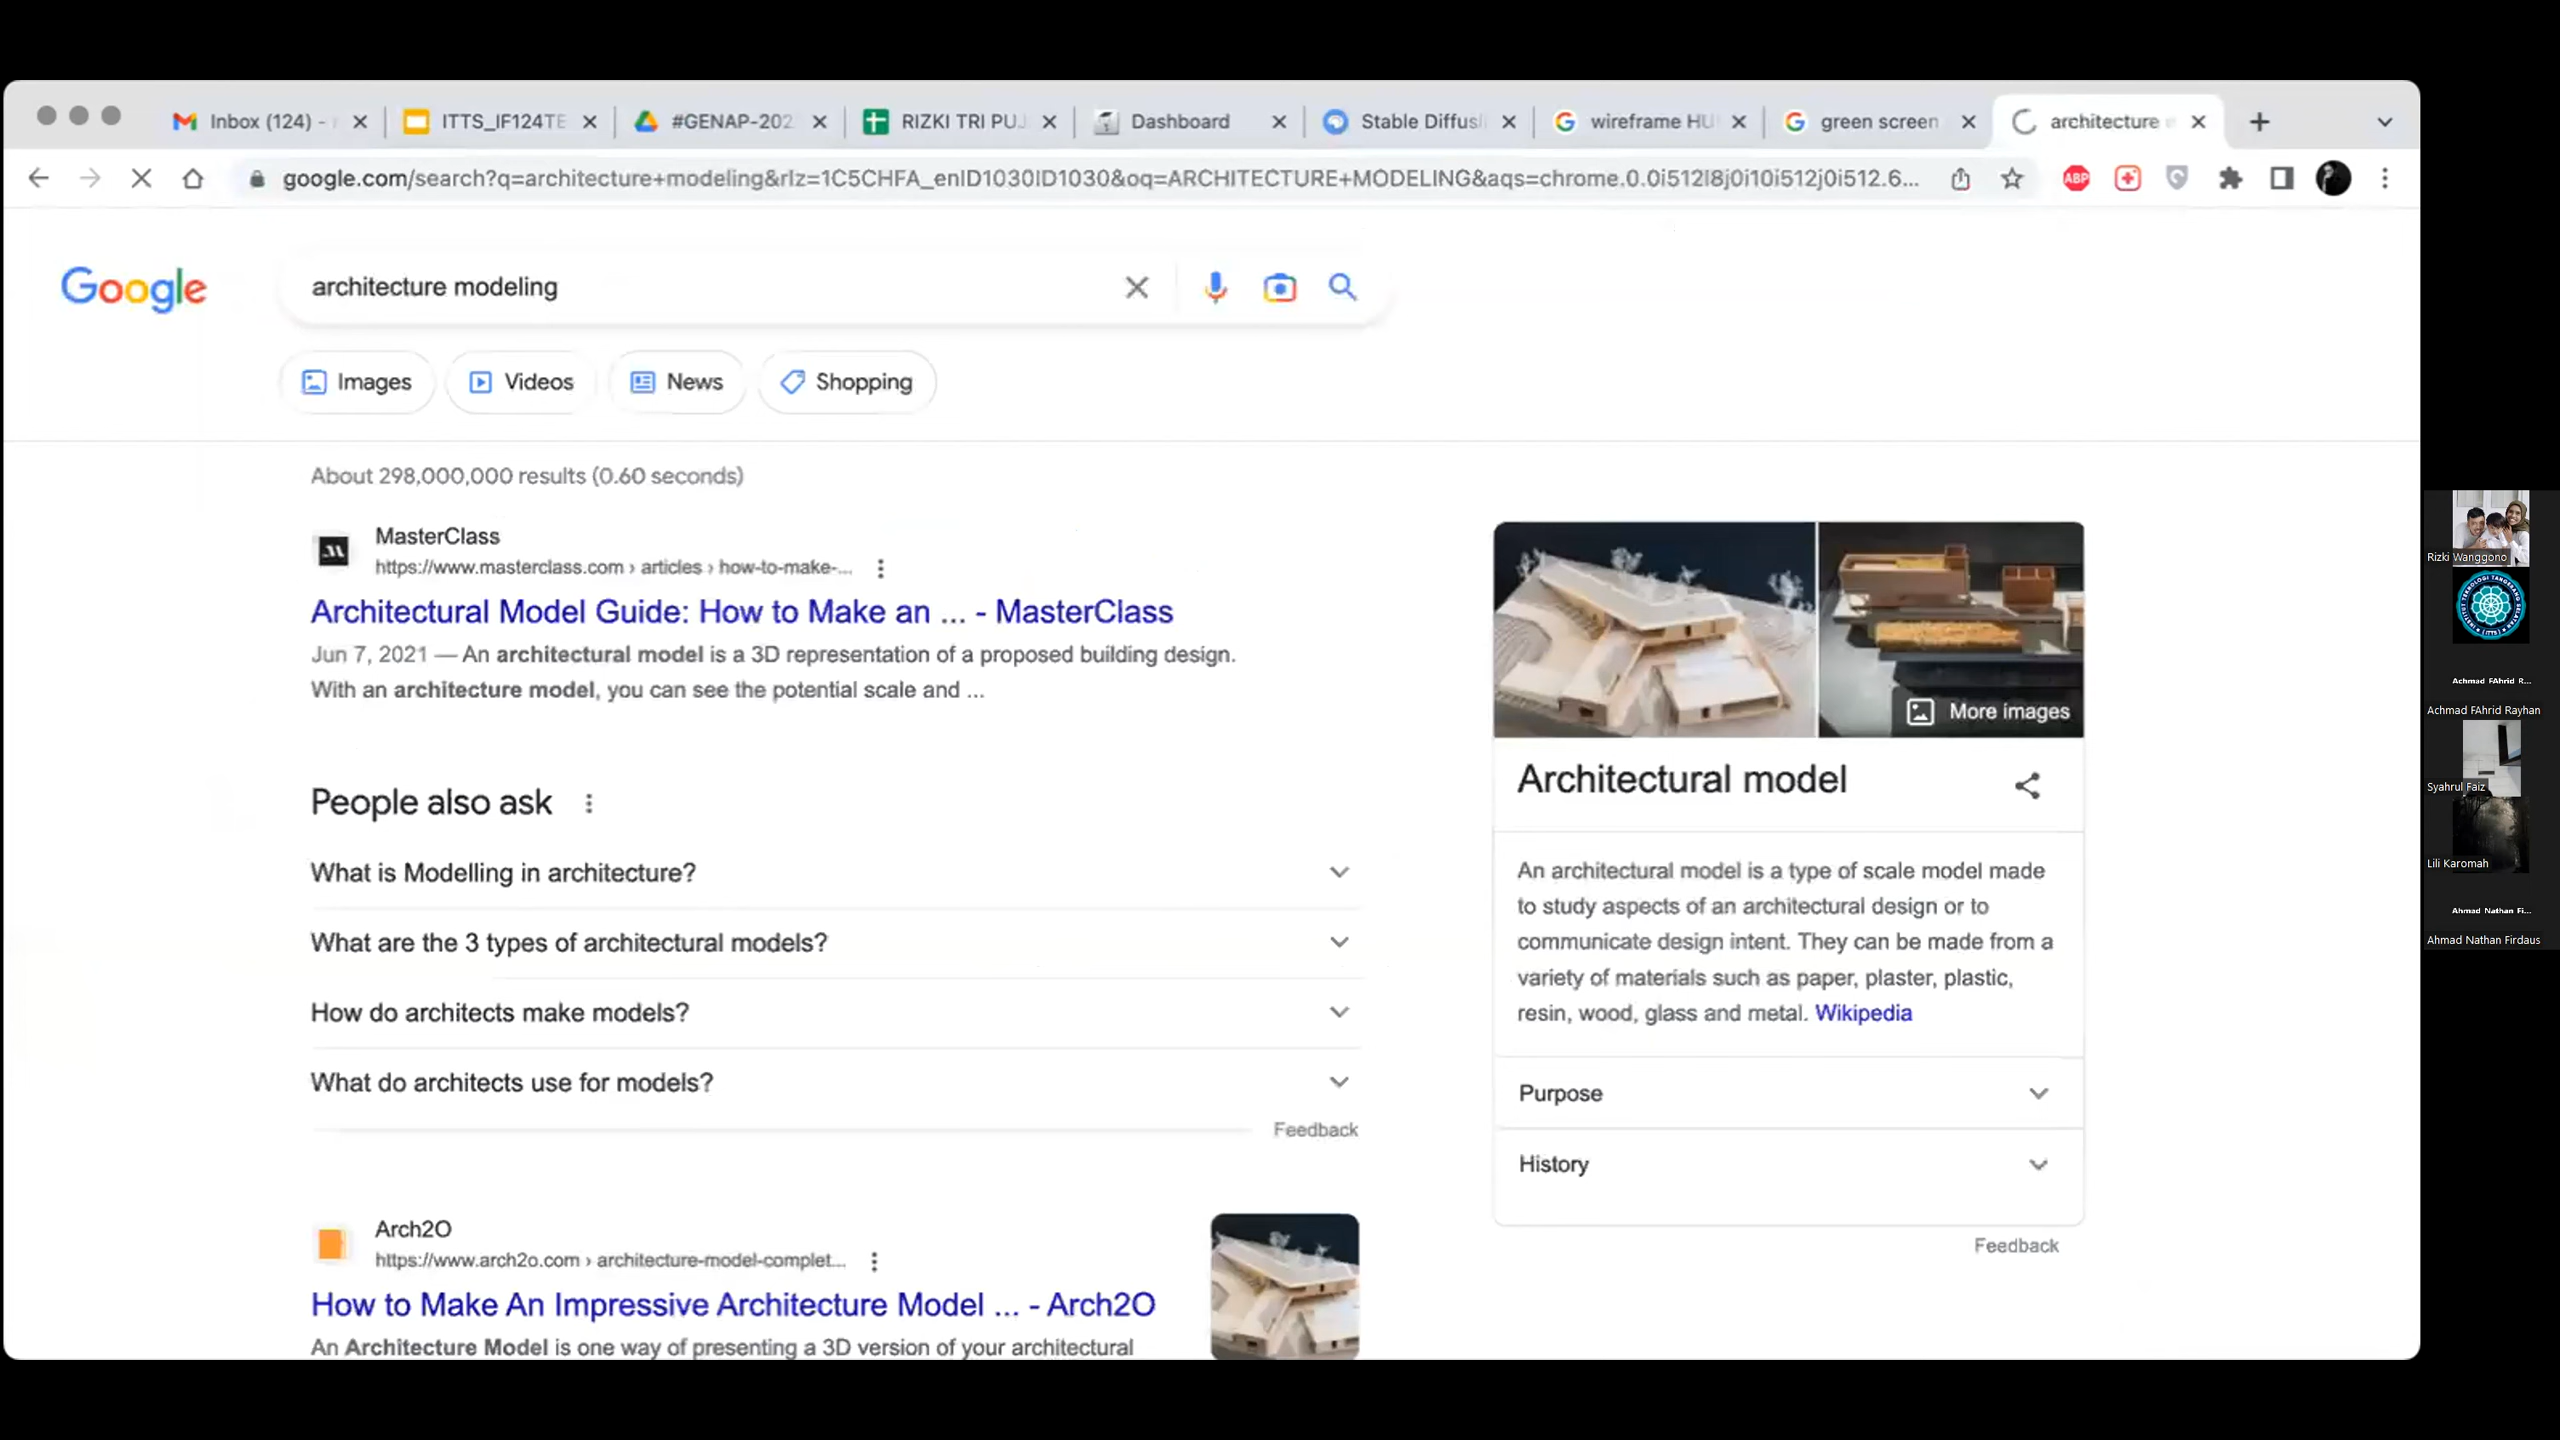 Inbox (124) -
ITTS_IF124TE
#GENAP-202
RIZKI TRI PUJ
Dashboard
Stable Diffusi
wireframe HU
green screen
architecture
google.com/search?q=architecture+modeling&rlz=1C5CHFA_enID1030ID1030&oq=ARCHITECTURE+MODELING&aqs=chrome.0.0i512l8j0i10i512j0i512.6...
ABP
Google
architecture modeling
Images
Videos
News
Shopping
About 298,000,000 results (0.60 seconds)
MasterClass
https://www.masterclass.com › articles › how-to-make-...
Architectural Model Guide: How to Make an ... - MasterClass
Jun 7, 2021 — An architectural model is a 3D representation of a proposed building design.
With an architecture model, you can see the potential scale and ...
People also ask
What is Modelling in architecture?
What are the 3 types of architectural models?
How do architects make models?
What do architects use for models?
Feedback
Arch2O
https://www.arch2o.com › architecture-model-complet...
How to Make An Impressive Architecture Model ... - Arch2O
An Architecture Model is one way of presenting a 3D version of your architectural
More images
Architectural model
An architectural model is a type of scale model made
to study aspects of an architectural design or to
communicate design intent. They can be made from a
variety of materials such as paper, plaster, plastic,
resin, wood, glass and metal. Wikipedia
Purpose
History
Feedback
Rizki Wanggono
Achmad FAhrid R...
Achmad FAhrid Rayhan
Syahrul Faiz
Lili Karomah
Ahmad Nathan Fi...
Ahmad Nathan Firdaus